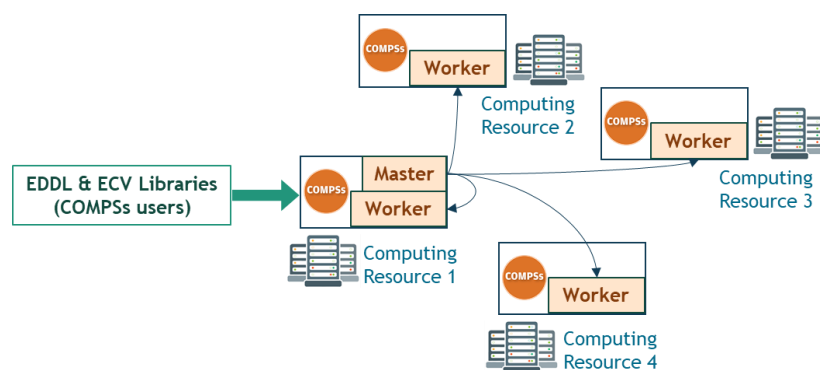 COMPSs
Worker
Computing
Resource 2
COMPSs
Worker
Computing
Resource 3
EDDL & ECV Libraries
(COMPSs users)
COMPSs
Master
Worker
Computing
Resource 1
COMPSs
Worker
Computing
Resource 4